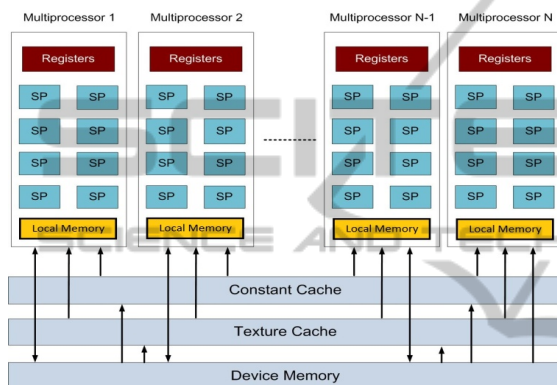 Multiprocessor 1 Multiprocessor 2 Multiprocessor N-1 Multiprocessor N
Registers Registers Registers Registers
SP SP SP SP SP SP SP SP
SP SP SP SP SP SP SP SP
SP SP SP SP SP SP SP SP
SP SP SP SP SP SP SP SP
Local Memory Local Memory Local Memory Local Memory
SCIENCE AND TECH
Constant Cache
Texture Cache
Device Memory